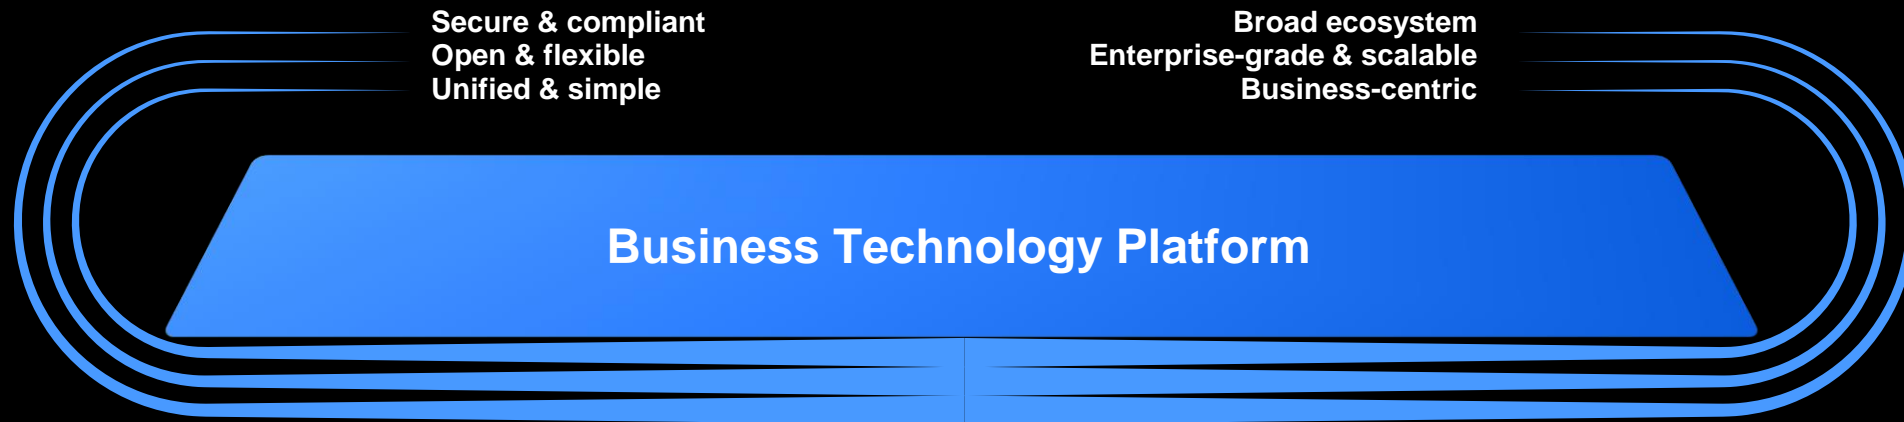 Secure & compliant
Open & flexible
Unified & simple
Broad ecosystem
Enterprise-grade & scalable
Business-centric
Business Technology Platform